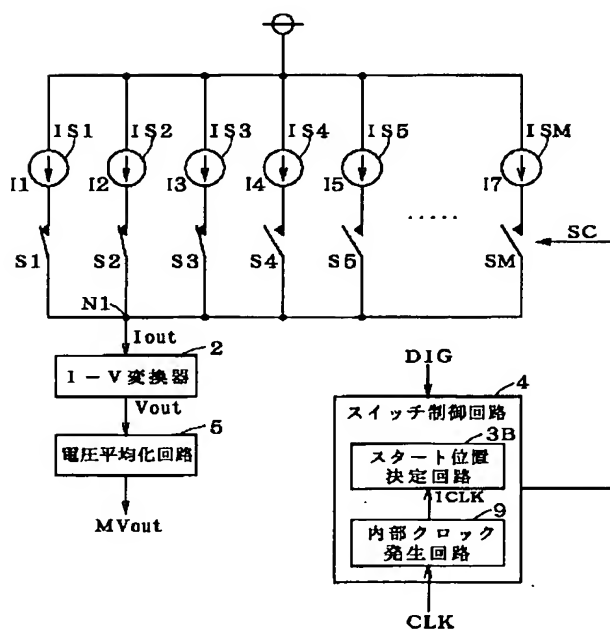 IS1 IS2 IS3 IS4 IS5 ISM
I1 I2 I3 I4 I5 I7
.....
SC
S1 S2 S3 S4 S5 SM
N1
Iout
2
I-V変換器
Vout
5
電圧平均化回路
MVout
DIG
4
スイッチ制御回路
3B
スタート位置
決定回路
ICLK
9
内部クロック
発生回路
CLK